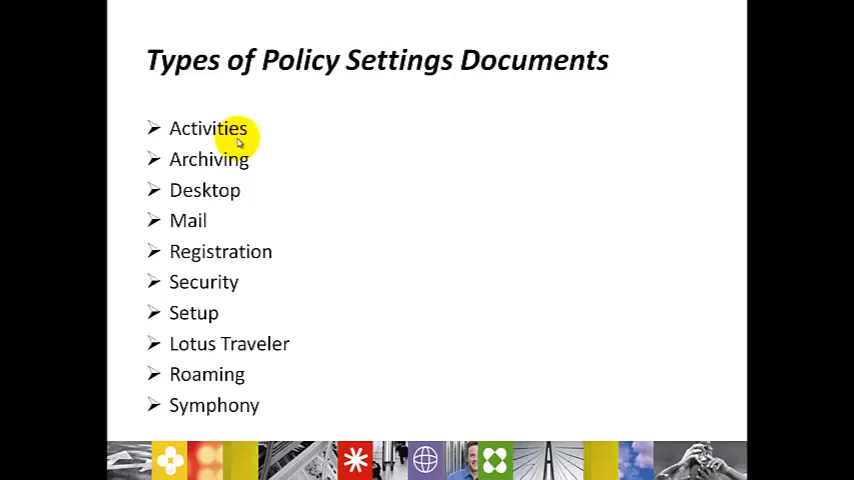 Types of Policy Settings Documents
Activities
Archiving
Desktop
Mail
Registration
Security
Setup
Lotus Traveler
Roaming
Symphony